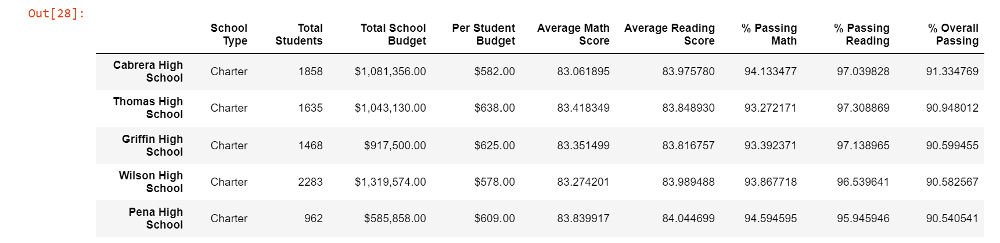 Out[28]:
School Type Total Students Total School Budget Per Student Budget Average Math Score Average Reading Score % Passing Math % Passing Reading % Overall Passing
Cabrera High School Charter 1858 $1,081,356.00 $582.00 83.061895 83.975780 94.133477 97.039828 91.334769
Thomas High School Charter 1635 $1,043,130.00 $638.00 83.418349 83.848930 93.272171 97.308869 90.948012
Griffin High School Charter 1468 $917,500.00 $625.00 83.351499 83.816757 93.392371 97.138965 90.599455
Wilson High School Charter 2283 $1,319,574.00 $578.00 83.274201 83.989488 93.867718 96.539641 90.582567
Pena High School Charter 962 $585,858.00 $609.00 83.839917 84.044699 94.594595 95.945946 90.540541